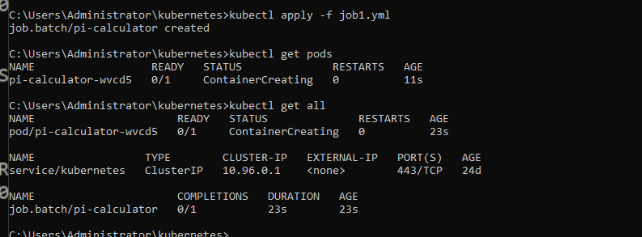 C:\Users\Administrator\kubernetes>kubectl apply -f job1.yml
job.batch/pi-calculator created
C:\Users\Administrator\kubernetes>kubectl get pods
NAME READY STATUS RESTARTS AGE
pi-calculator-wvcd5 0/1 ContainerCreating 0 11s
C:\Users\Administrator\kubernetes>kubectl get all
NAME READY STATUS RESTARTS AGE
pod/pi-calculator-wvcd5 0/1 ContainerCreating 0 23s
NAME TYPE CLUSTER-IP EXTERNAL-IP PORT(S) AGE
service/kubernetes ClusterIP 10.96.0.1 <none> 443/TCP 24d
NAME COMPLETIONS DURATION AGE
job.batch/pi-calculator 0/1 23s 23s
C:\Users\Administrator\kubernetes>